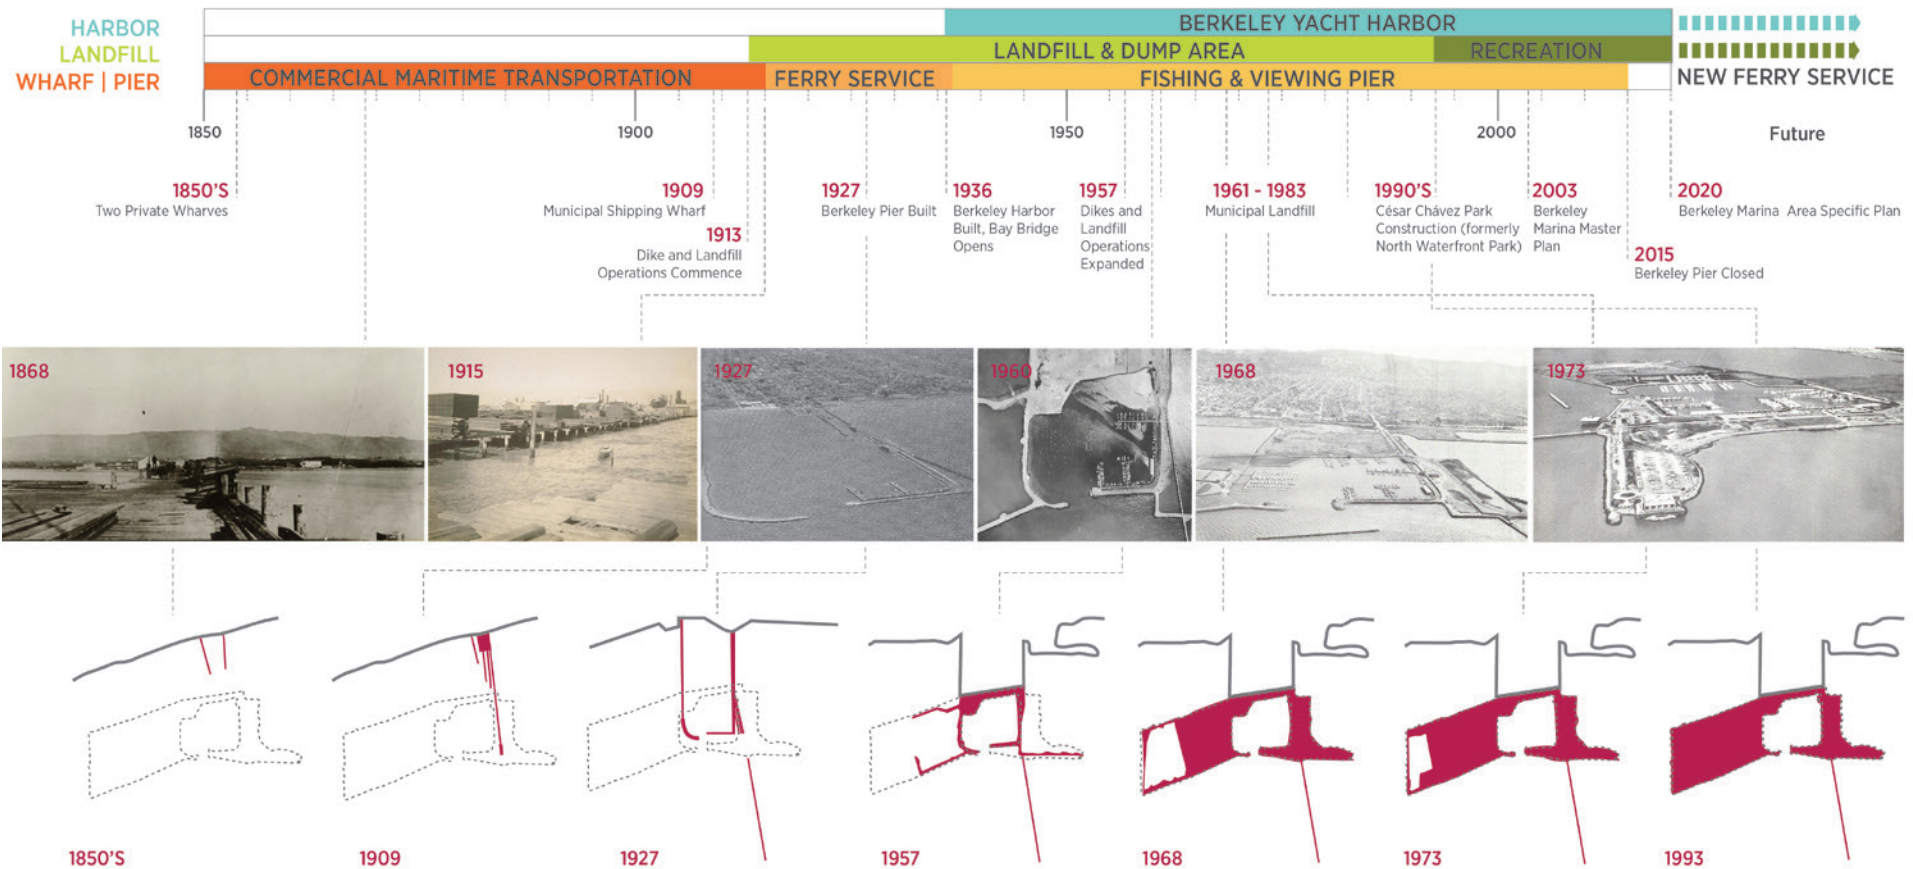 HARBOR
LANDFILL
WHARF | PIER
BERKELEY YACHT HARBOR
LANDFILL & DUMP AREA
RECREATION
COMMERCIAL MARITIME TRANSPORTATION
FERRY SERVICE
FISHING & VIEWING PIER
NEW FERRY SERVICE
1850
1900
1950
2000
Future
1850'S
Two Private Wharves
1909
Municipal Shipping Wharf
1913
Dike and Landfill
Operations Commence
1927
Berkeley Pier Built
1936
Berkeley Harbor
Built, Bay Bridge
Opens
1957
Dikes and
Landfill
Operations
Expanded
1961 - 1983
Municipal Landfill
1990'S
César Chávez Park
Construction (formerly
North Waterfront Park)
2003
Berkeley
Marina Master
Plan
2015
Berkeley Pier Closed
2020
Berkeley Marina Area Specific Plan
1868
1915
1927
1960
1968
1973
1850'S
1909
1927
1957
1968
1973
1993